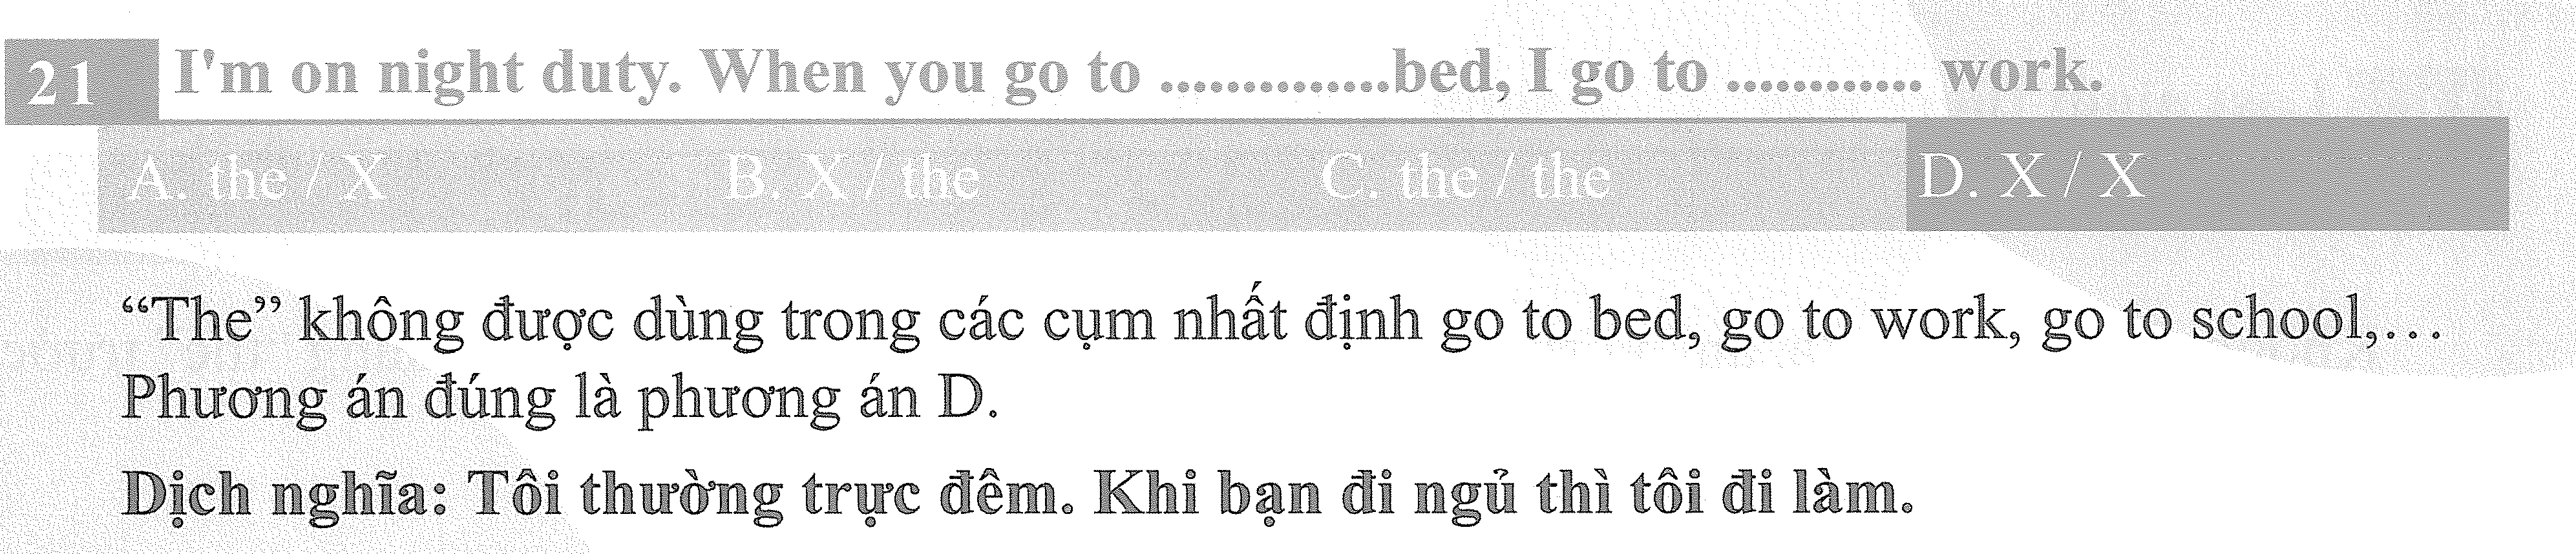 21 I'm on night duty. When you go to .............bed, I go to ........... work.
A. the / X B. X / the C. the / the D. X / X
“The” không được dùng trong các cụm nhất định go to bed, go to work, go to school,…
Phương án đúng là phương án D.
Dịch nghĩa: Tôi thường trực đêm. Khi bạn đi ngủ thì tôi đi làm.